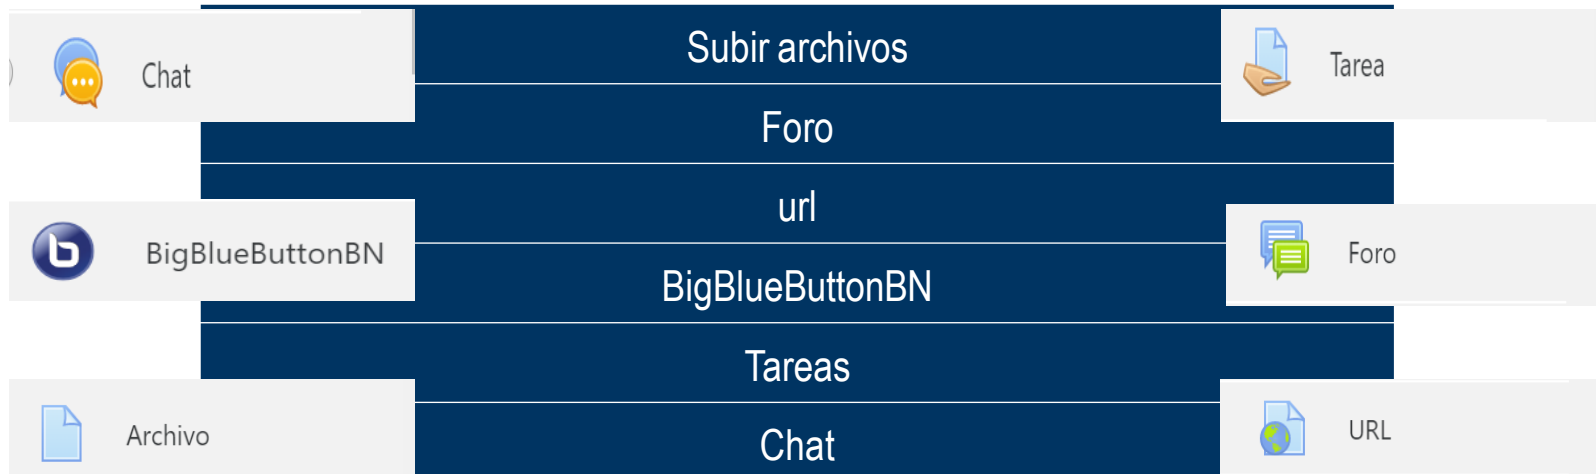 Subir archivos
Chat
Tarea
Foro
url
BigBlueButtonBN
Foro
BigBlueButtonBN
Tareas
Archivo
Chat
URL